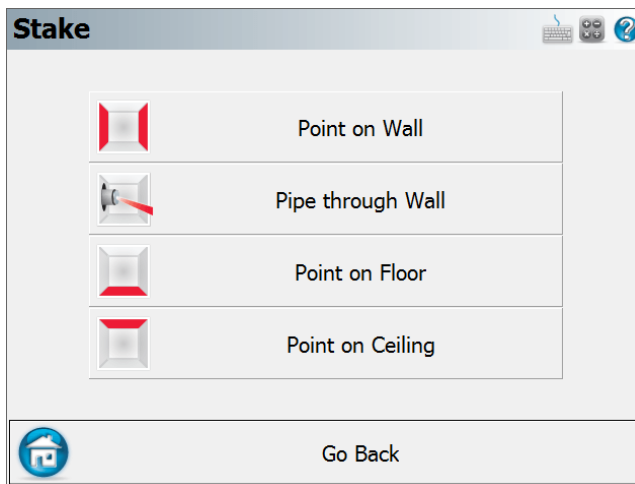 Stake
Point on Wall
Pipe through Wall
Point on Floor
Point on Ceiling
Go Back